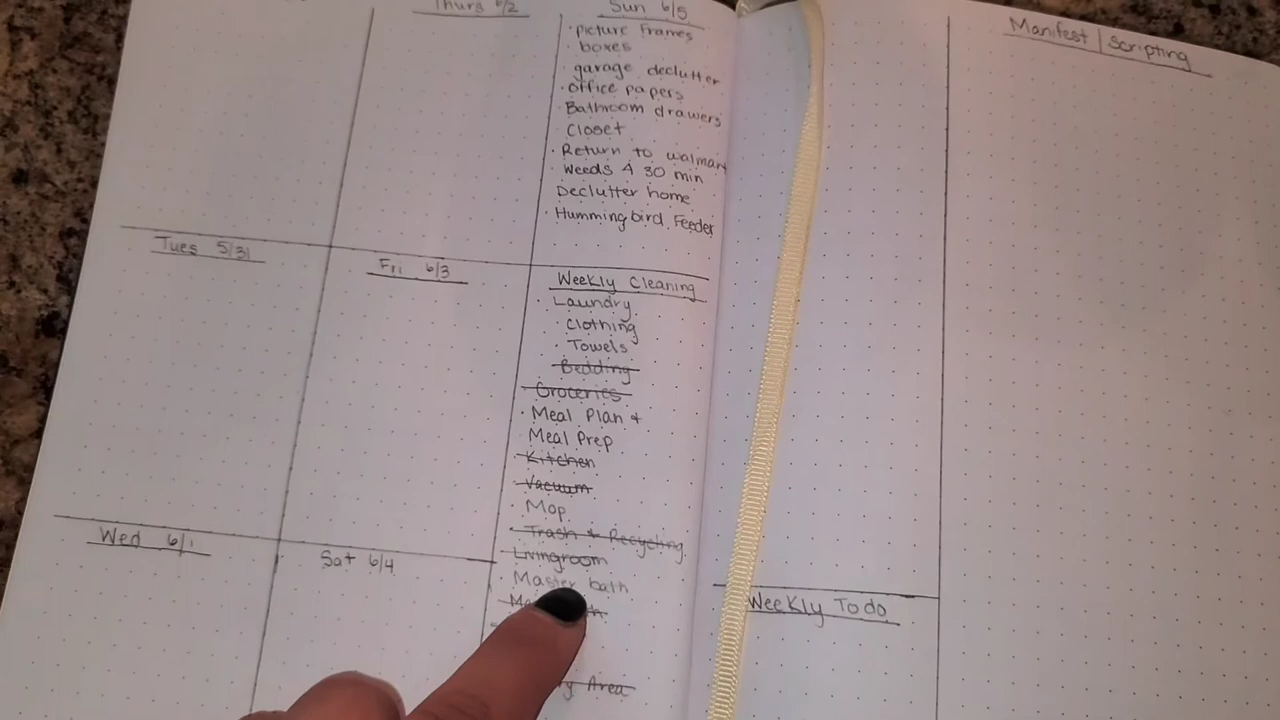 Thurs 6/2
Sun 6/5
· picture frames
· boxes
garage declutter
· office papers
· Bathroom drawers
Closet
· Return to walmart
Weeds 4 30 min
Declutter home
· Hummingbird Feeder
Tues 5/31
Fri 6/3
Weekly Cleaning
· Laundry
· Clothing
· Towels
Bedding
Groceries
· Meal Plan &
· Meal Prep
Kitchen
· Vacuum
· Mop
· Trash & Recycling
Livingroom
· Master bath
Area
Wed 6/1
Sat 6/4
Manifest | Scripting
Weekly To do